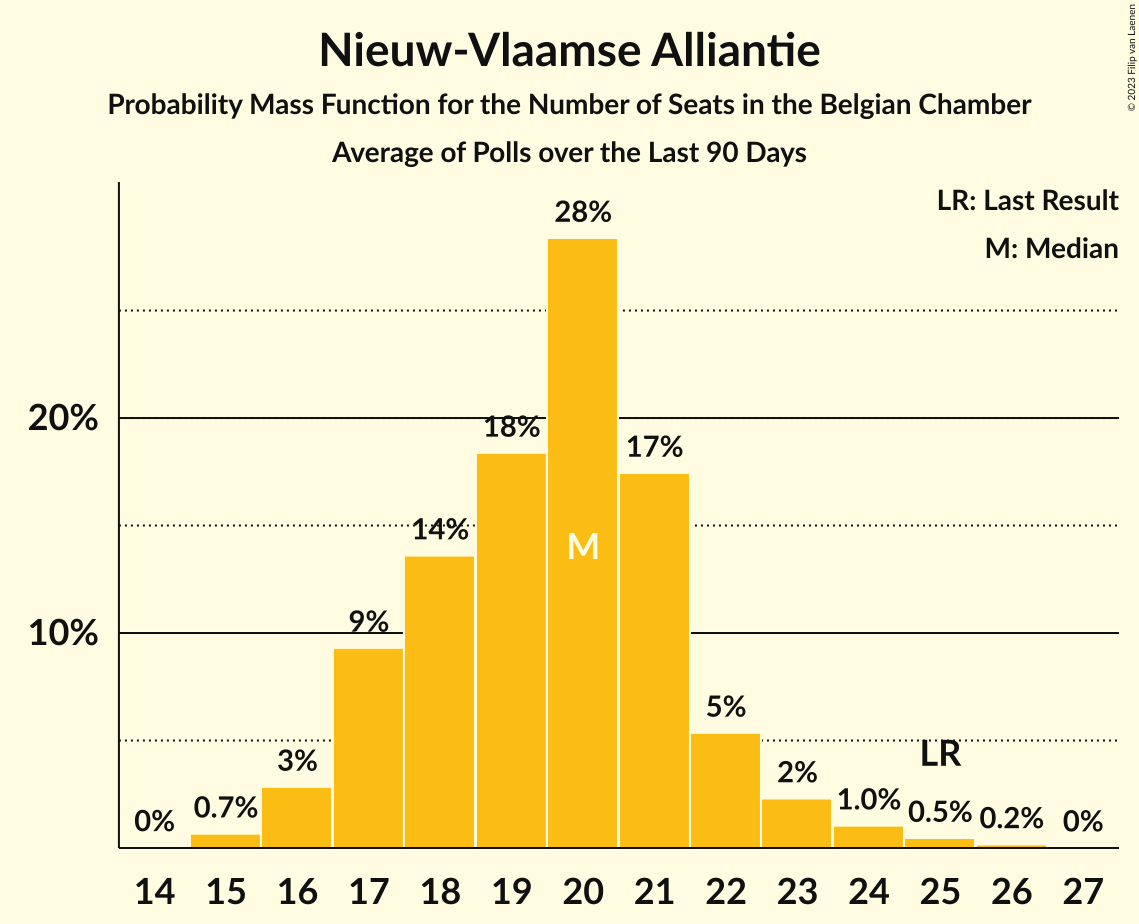 Nieuw-Vlaamse Alliantie
Probability Mass Function for the Number of Seats in the Belgian Chamber
Average of Polls over the Last 90 Days
© 2023 Filip van Laenen
LR: Last Result
M: Median
28%
20%
18%
17%
14%
M
10%
9%
5%
LR
3%
2%
1.0%
0.7%
0.5%
0.2%
0%
0%
14 15 16 17 18 19 20 21 22 23 24 25 26 27